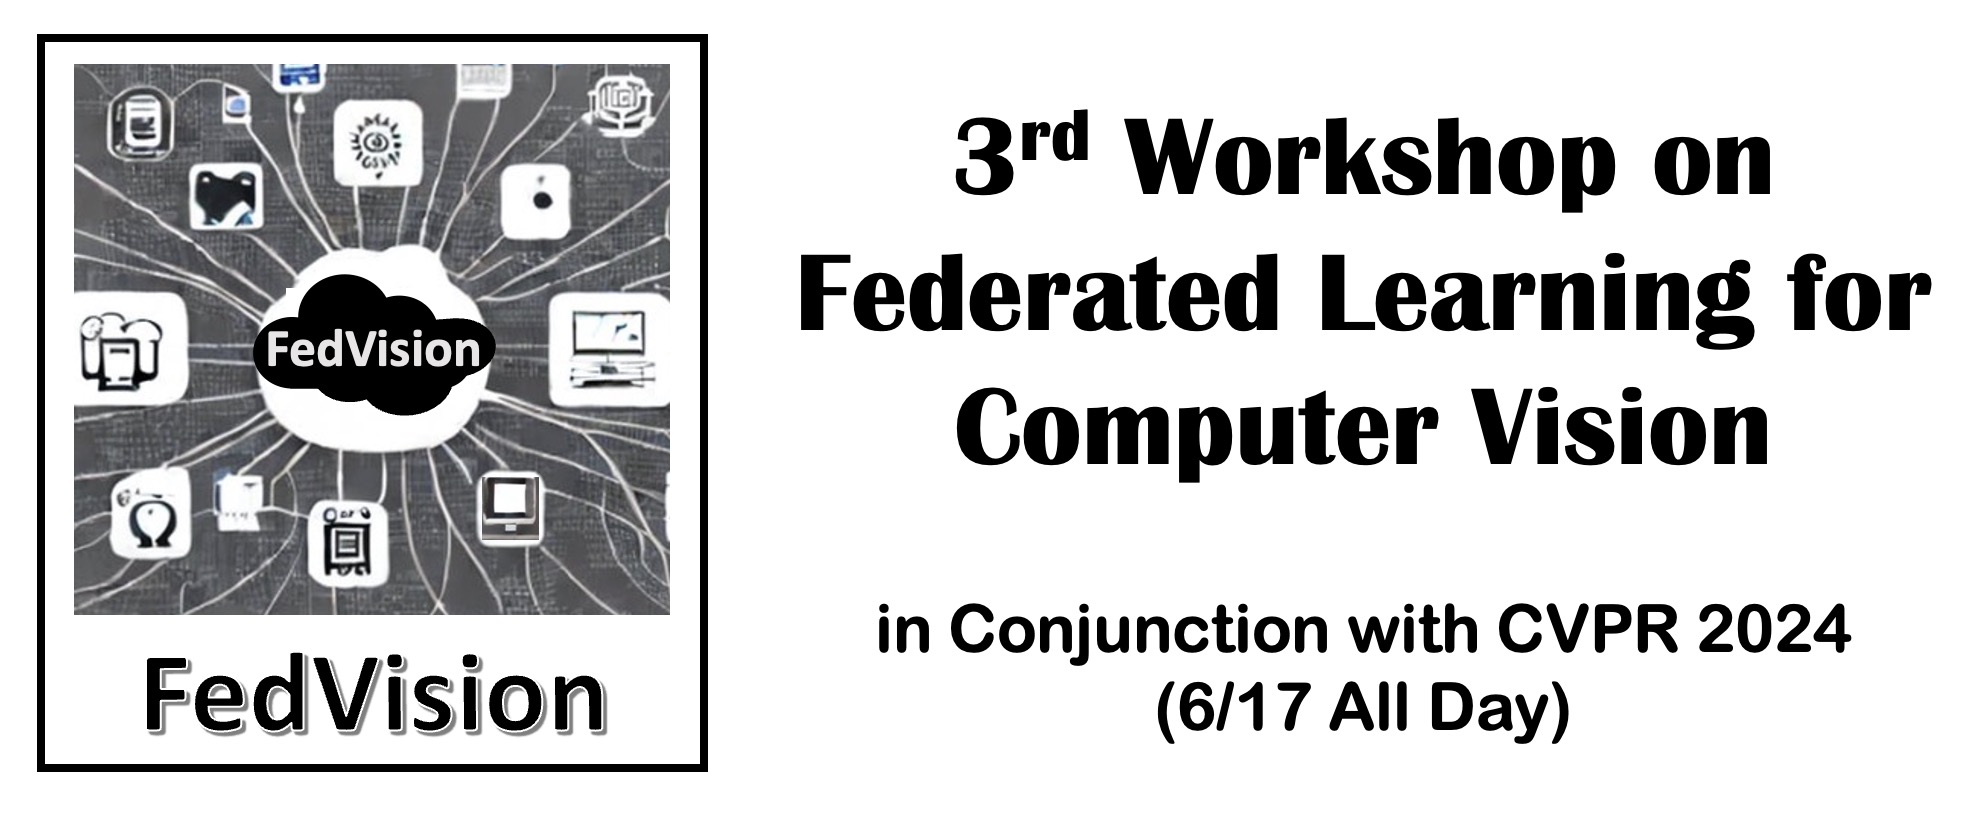 FedVision
FedVision
3rd Workshop on
Federated Learning for
Computer Vision
in Conjunction with CVPR 2024
(6/17 All Day)